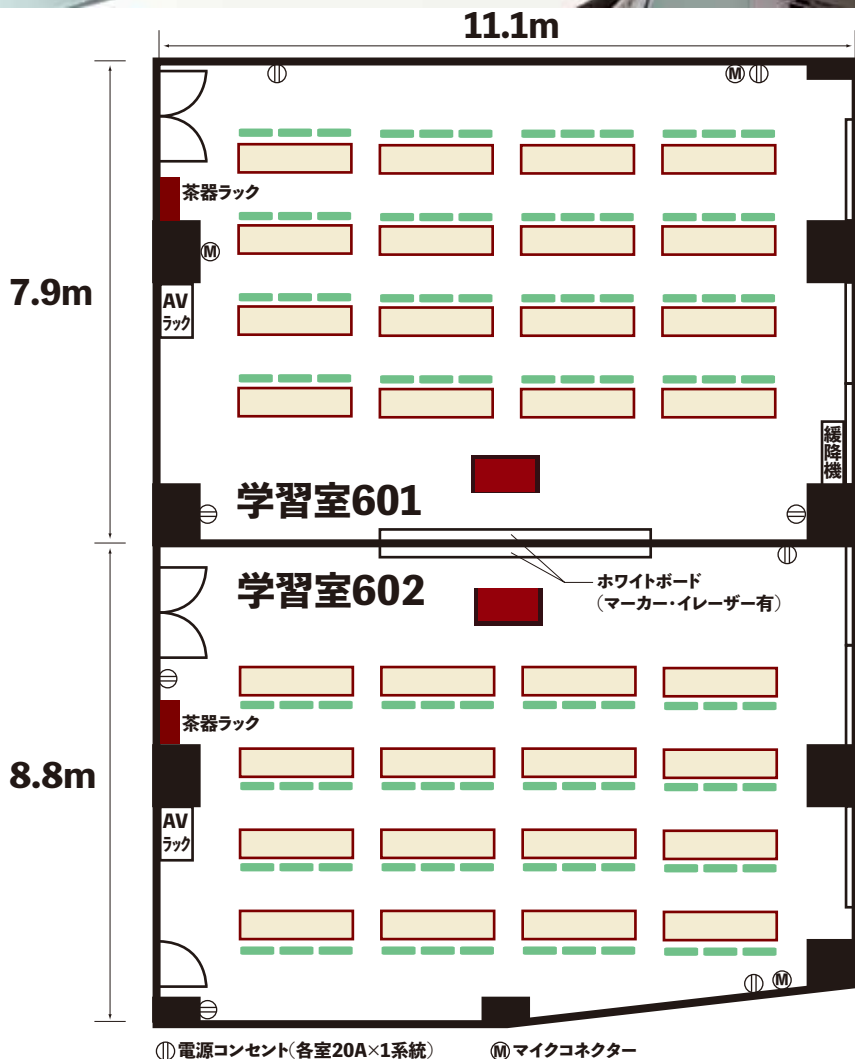 11.1m
Ⓜ
茶器ラック
Ⓜ
7.9m
AV
ラック
緩降機
学習室601
学習室602
ホワイトボード
（マーカー・イレーザー有）
茶器ラック
8.8m
AV
ラック
Ⓜ
電源コンセント（各室20A×1系統）
Ⓜマイクコネクター